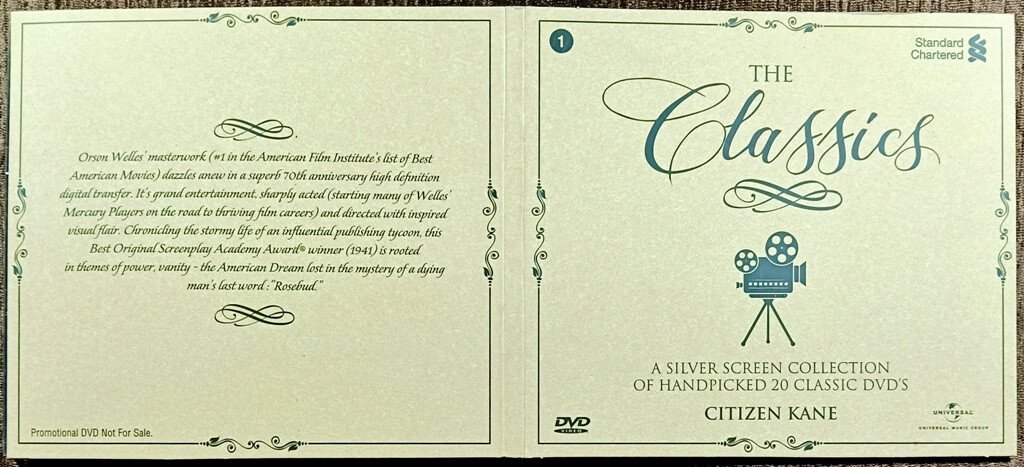 Orson Welles' masterwork (#1 in the American Film Institute's list of Best
American Movies) dazzles anew in a superb 70th anniversary high definition
digital transfer. It's grand entertainment, sharply acted (starting many of Welles'
Mercury Players on the road to thriving film careers) and directed with inspired
visual flair. Chronicling the stormy life of an influential publishing tycoon, this
Best Original Screenplay Academy Award® winner (1941) is rooted
in themes of power, vanity - the American Dream lost in the mystery of a dying
man's last word : "Rosebud."
Promotional DVD Not For Sale.
1
Standard
Chartered
THE
Classics
A SILVER SCREEN COLLECTION
OF HANDPICKED 20 CLASSIC DVD'S
CITIZEN KANE
DVD
VIDEO
UNIVERSAL
UNIVERSAL MUSIC GROUP